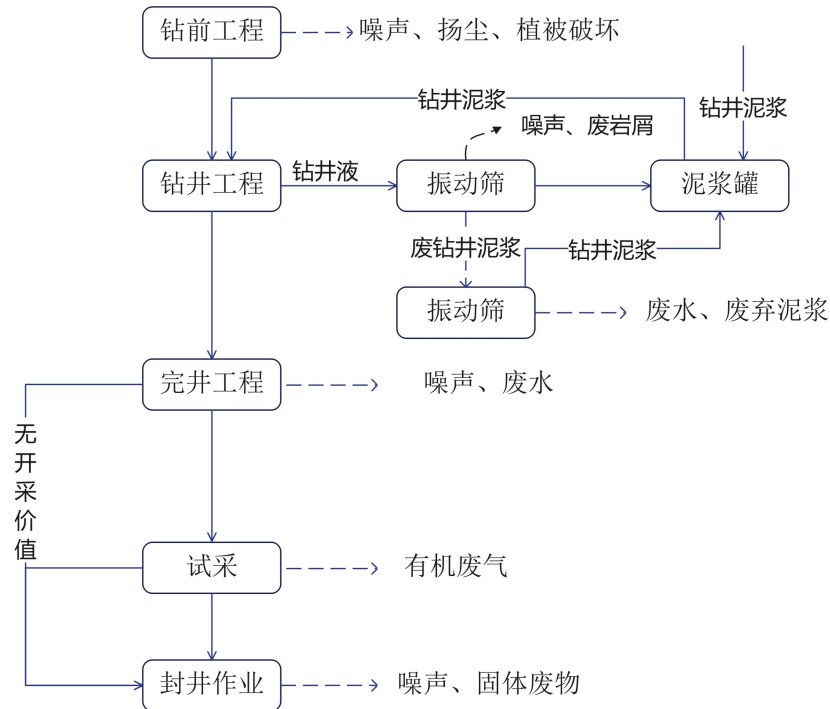 钻前工程
噪声、扬尘、植被破坏
钻井泥浆
钻井泥浆
噪声、废岩屑
钻井工程
钻井液
振动筛
泥浆罐
废钻井泥浆
钻井泥浆
振动筛
废水、废弃泥浆
完井工程
噪声、废水
无开采价值
试采
有机废气
封井作业
噪声、固体废物